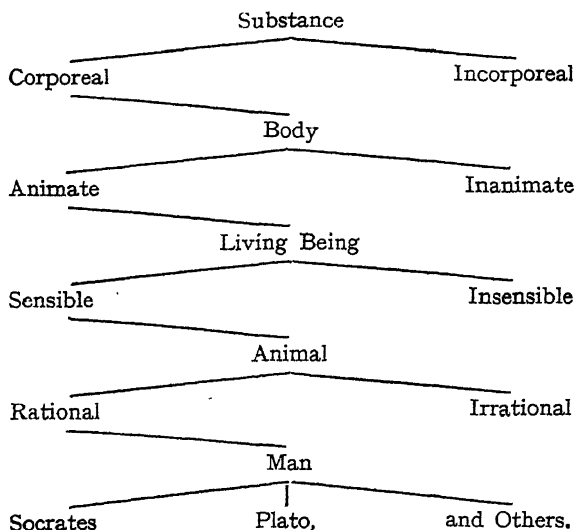 Substance
Corporeal Incorporeal
Body
Animate Inanimate
Living Being
Sensible Insensible
Animal
Rational Irrational
Man
Socrates Plato, and Others.